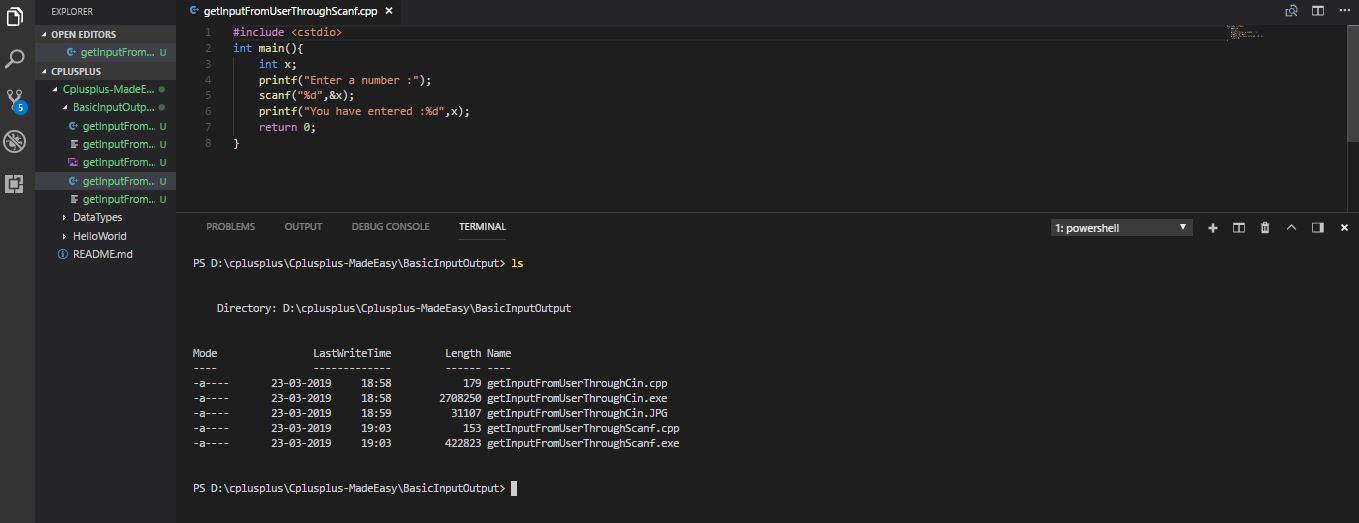 EXPLORER
OPEN EDITORS
getInputFrom... U
CPLUSPLUS
Cplusplus-MadeE...
BasicInputOutp...
getInputFrom... U
getInputFrom... U
getInputFrom... U
getInputFrom... U
getInputFrom... U
DataTypes
HelloWorld
README.md
5
getInputFromUserThroughScanf.cpp
1 #include <cstdio>
2 int main(){
3 int x;
4 printf("Enter a number :");
5 scanf("%d",&x);
6 printf("You have entered :%d",x);
7 return 0;
8 }
PROBLEMS OUTPUT DEBUG CONSOLE TERMINAL 1: powershell
PS D:\cplusplus\Cplusplus-MadeEasy\BasicInputOutput> ls
Directory: D:\cplusplus\Cplusplus-MadeEasy\BasicInputOutput
Mode LastWriteTime Length Name
---- ------------- ------ ----
-a---- 23-03-2019 18:58 179 getInputFromUserThroughCin.cpp
-a---- 23-03-2019 18:58 2708250 getInputFromUserThroughCin.exe
-a---- 23-03-2019 18:59 31107 getInputFromUserThroughCin.JPG
-a---- 23-03-2019 19:03 153 getInputFromUserThroughScanf.cpp
-a---- 23-03-2019 19:03 422823 getInputFromUserThroughScanf.exe
PS D:\cplusplus\Cplusplus-MadeEasy\BasicInputOutput>